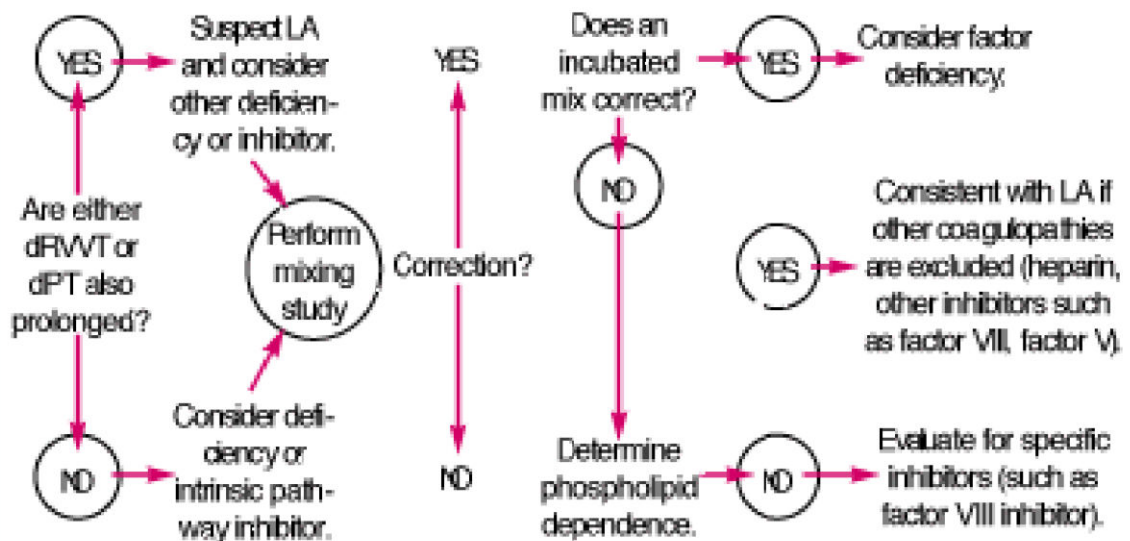 YES
Suspect LA
and consider
other deficien-
cy or inhibitor.
Are either
dRVVT or
dPT also
prolonged?
NO
Consider defi-
ciency or
intrinsic path-
way inhibitor.
Perform
mixing
study
YES
Correction?
NO
Does an
incubated
mix correct?
YES
Consider factor
deficiency.
NO
YES
Consistent with LA if
other coagulopathies
are excluded (heparin,
other inhibitors such
as factor VIII, factor V).
Determine
phospholipid
dependence.
NO
Evaluate for specific
inhibitors (such as
factor VIII inhibitor).